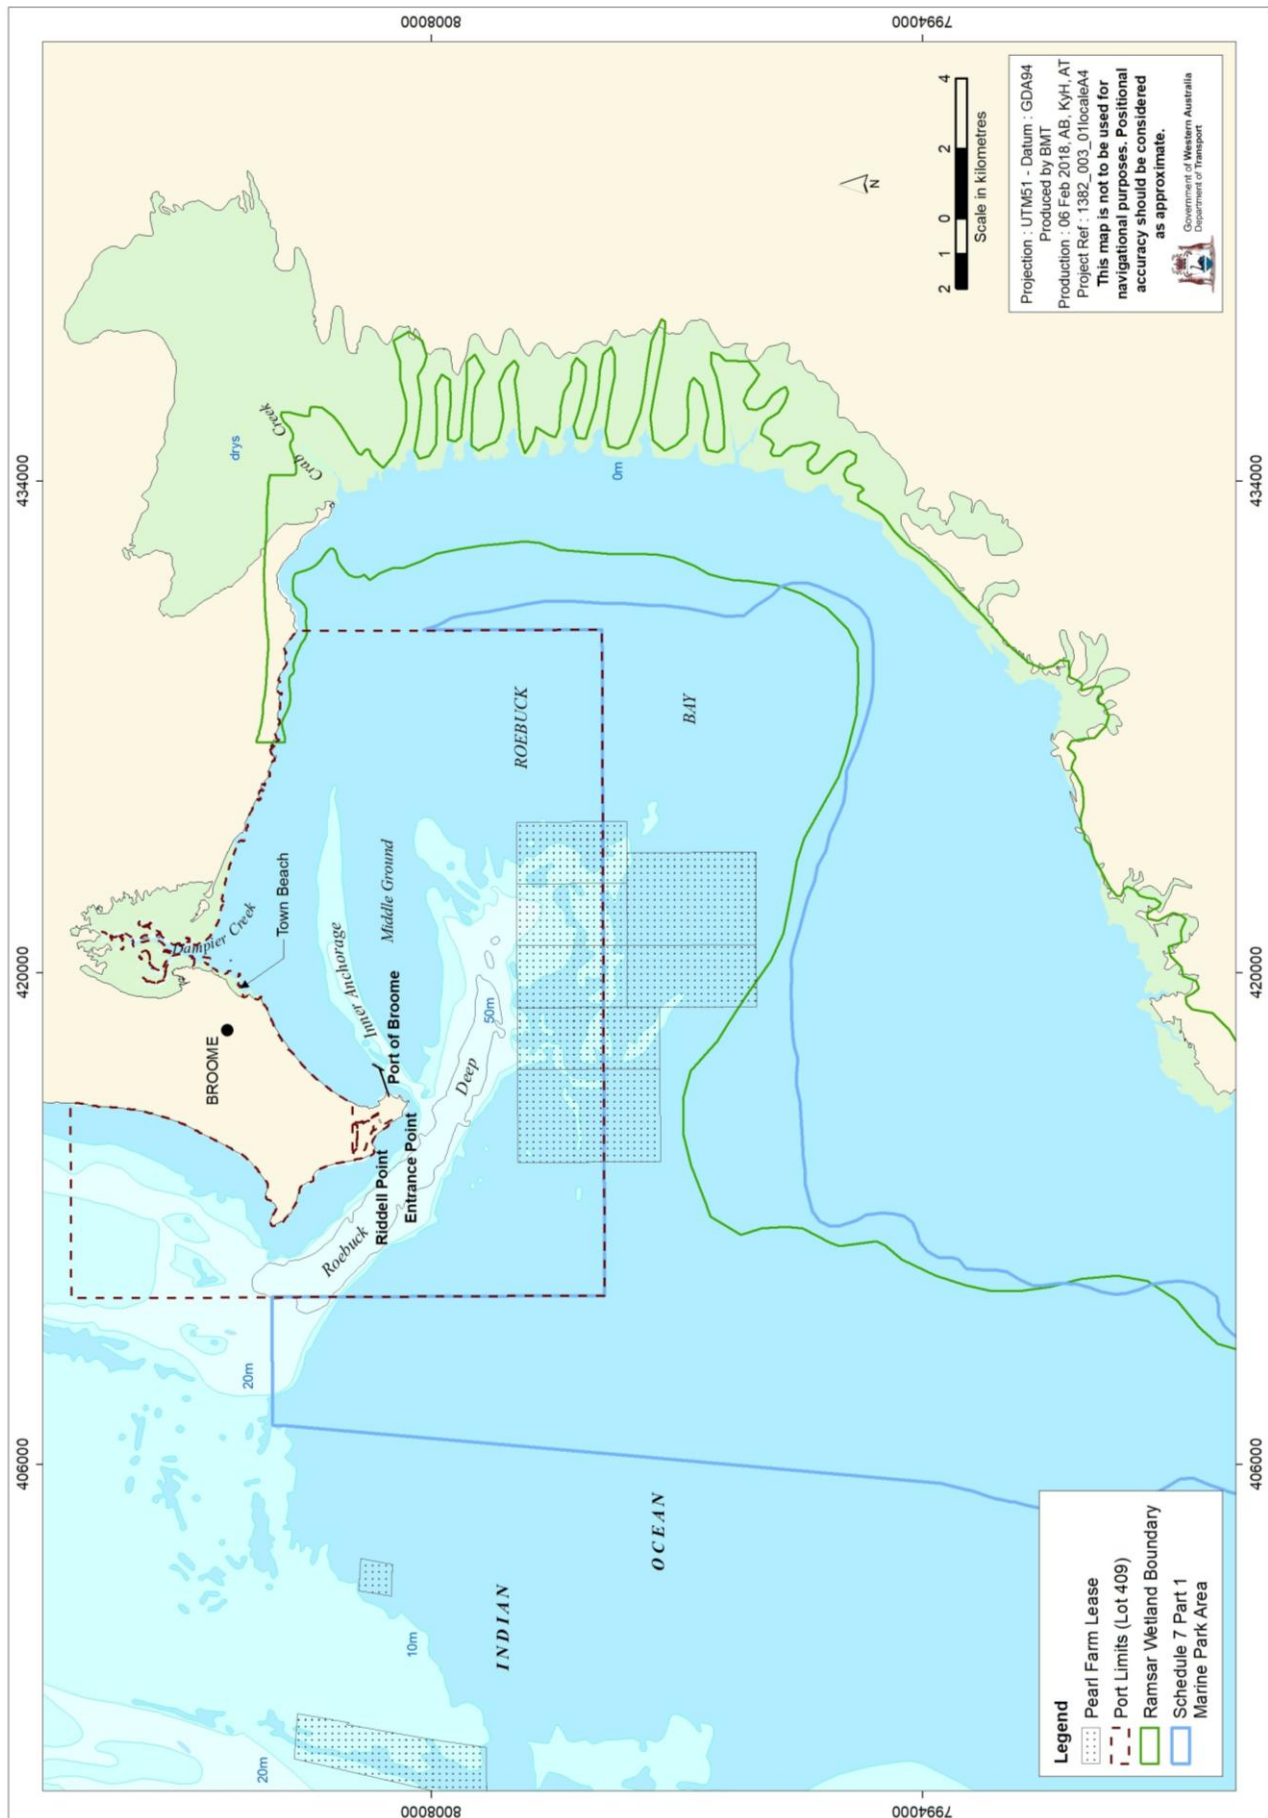 8008000
7994000
434000
434000
420000
420000
406000
406000
8008000
7994000
drys
Crab Creek
0m
ROEBUCK
BAY
Dampier Creek
Town Beach
BROOME
Inner Anchorage
Middle Ground
Port of Broome
Entrance Point
Riddell Point
Roebuck Deep
50m
20m
10m
20m
INDIAN
OCEAN
N
2 1 0 2 4
Scale in kilometres
Projection : UTM51 - Datum : GDA94
Produced by BMT
Production : 06 Feb 2018, AB, KyH, AT
Project Ref : 1382_003_01localeA4
This map is not to be used for
navigational purposes. Positional
accuracy should be considered
as approximate.
Government of Western Australia
Department of Transport
Legend
Pearl Farm Lease
Port Limits (Lot 409)
Ramsar Wetland Boundary
Schedule 7 Part 1
Marine Park Area